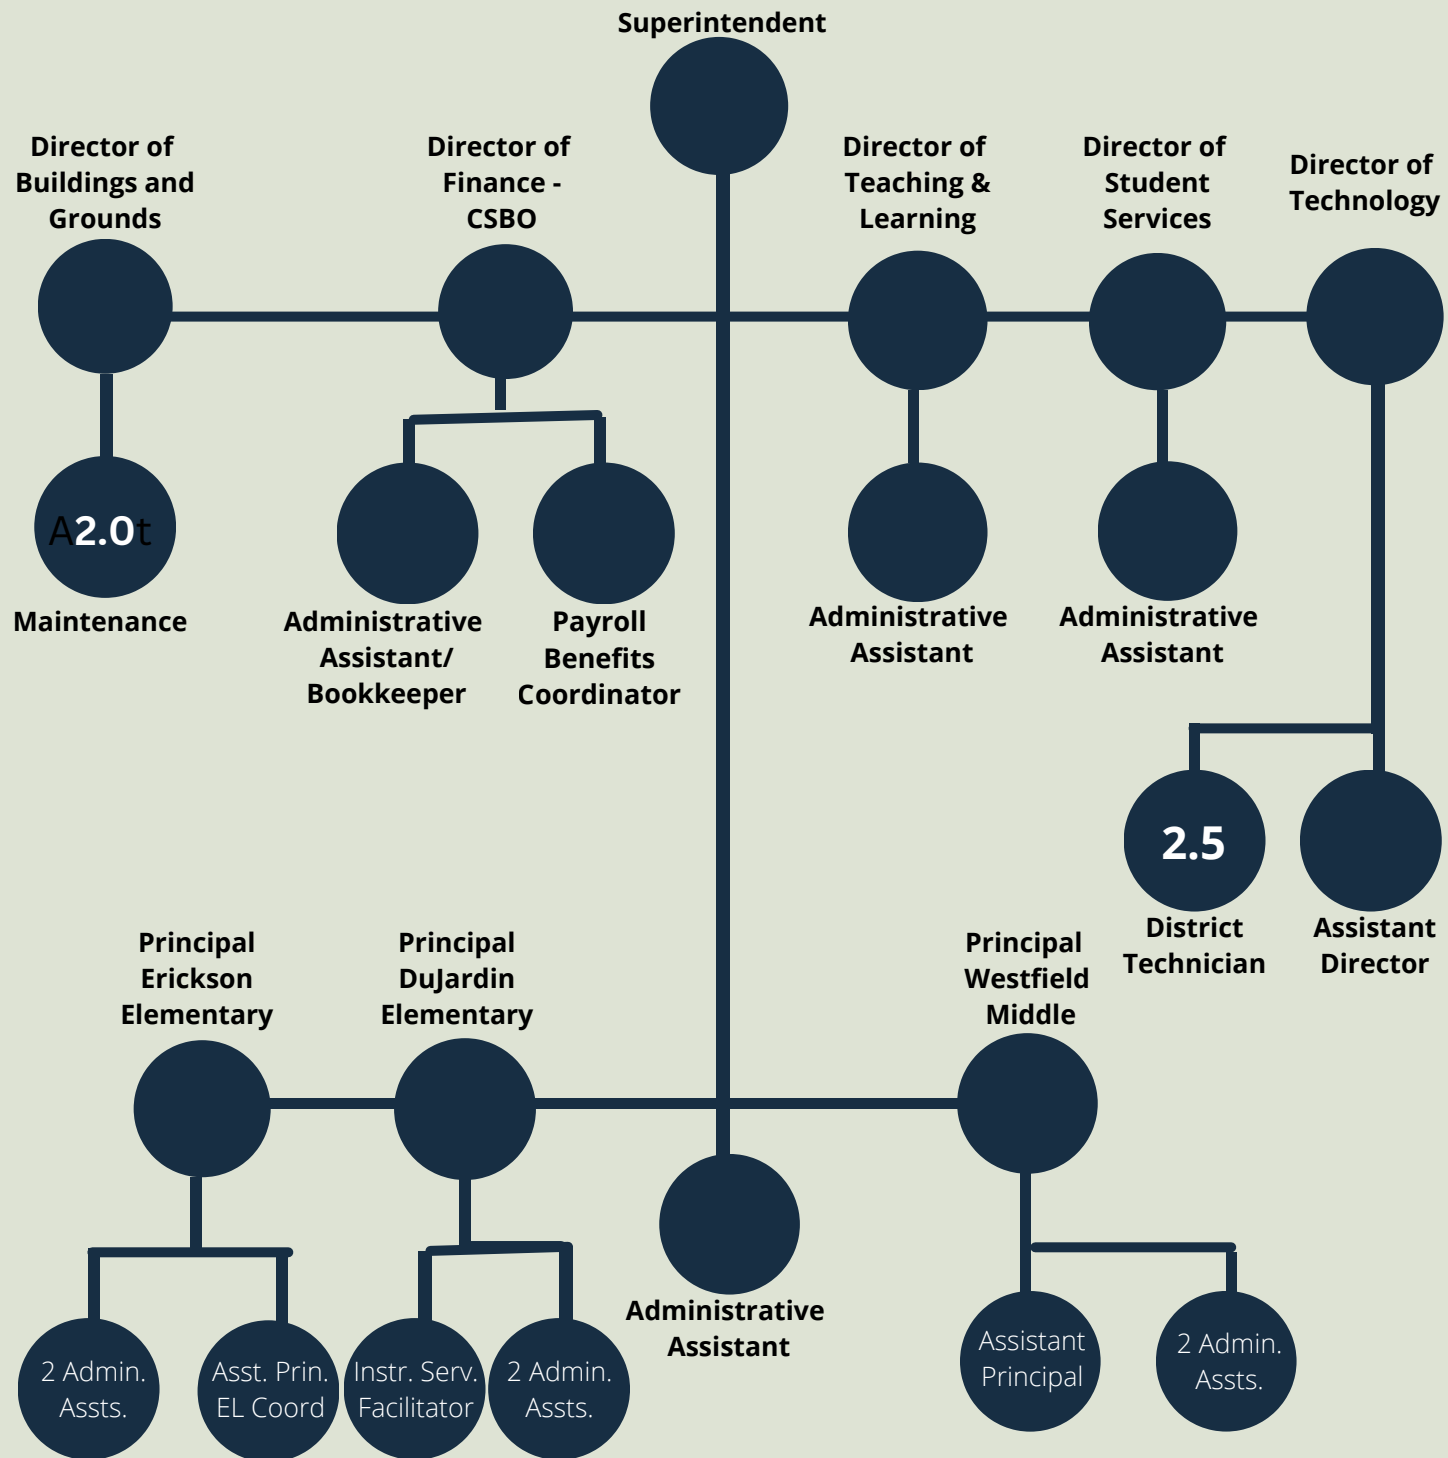 Superintendent
Director of
Buildings and
Grounds
Director of
Finance -
CSBO
Director of
Teaching &
Learning
Director of
Student
Services
Director of
Technology
A2.0t
Maintenance
Administrative
Assistant/
Bookkeeper
Payroll
Benefits
Coordinator
Administrative
Assistant
Administrative
Assistant
2.5
District
Technician
Assistant
Director
Principal
Erickson
Elementary
Principal
DuJardin
Elementary
Principal
Westfield
Middle
Administrative
Assistant
2 Admin.
Assts.
Asst. Prin.
EL Coord
Instr. Serv.
Facilitator
2 Admin.
Assts.
Assistant
Principal
2 Admin.
Assts.